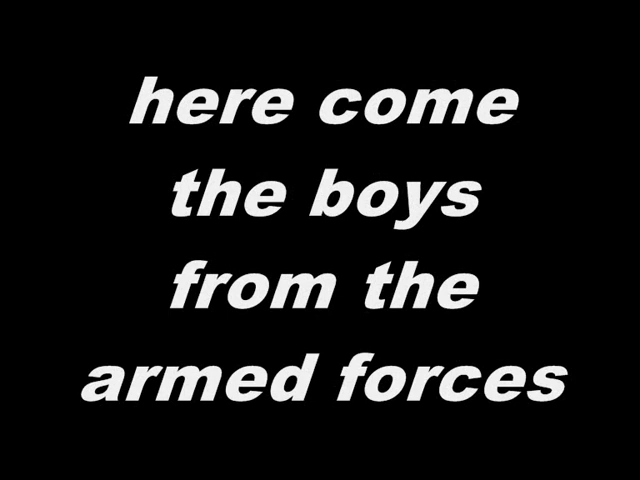 here come
the boys
from the
armed forces